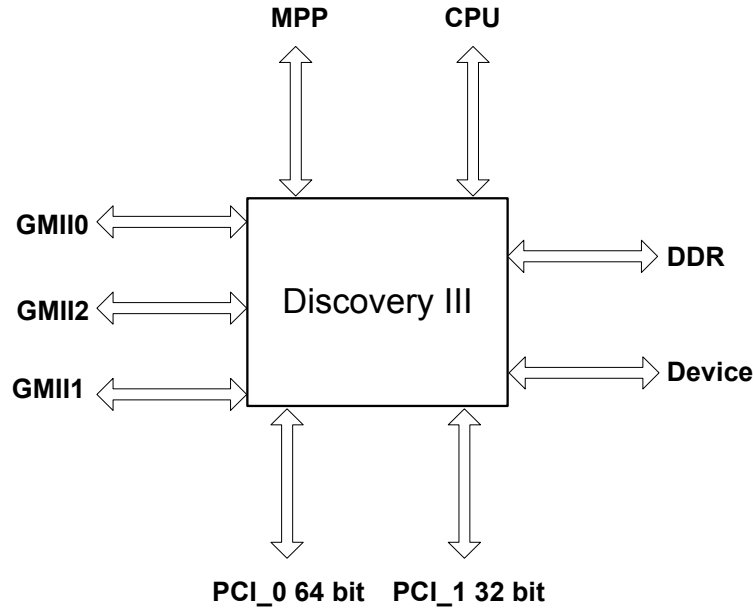 MPP CPU
GMII0
DDR
Discovery III
GMII2
Device
GMII1
PCI_0 64 bit PCI_1 32 bit